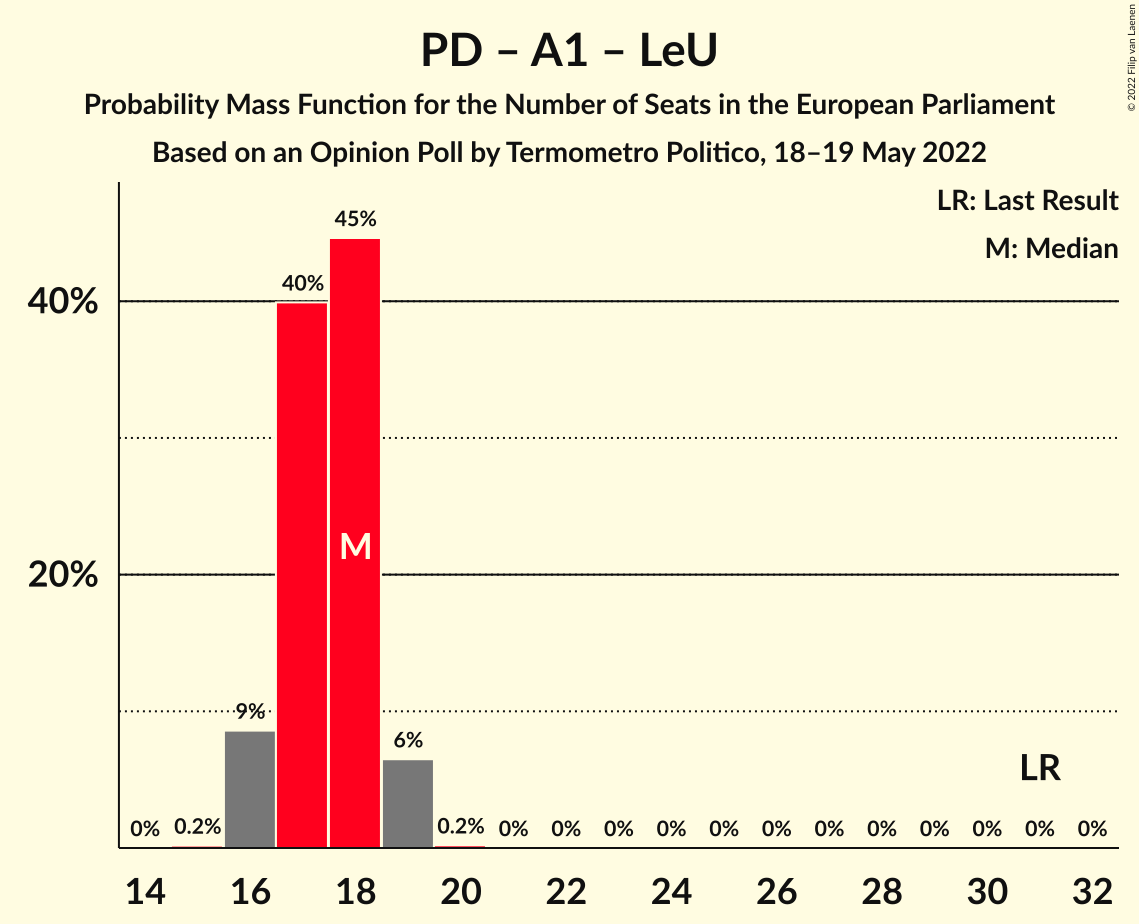 PD – A1 – LeU
Probability Mass Function for the Number of Seats in the European Parliament
Based on an Opinion Poll by Termometro Politico, 18–19 May 2022
© 2022 Filip van Laenen
LR: Last Result
M: Median
45%
40%
40%
M
20%
9%
6%
LR
0% 0.2% 0.2% 0% 0% 0% 0% 0% 0% 0% 0% 0% 0% 0% 0%
14 16 18 20 22 24 26 28 30 32